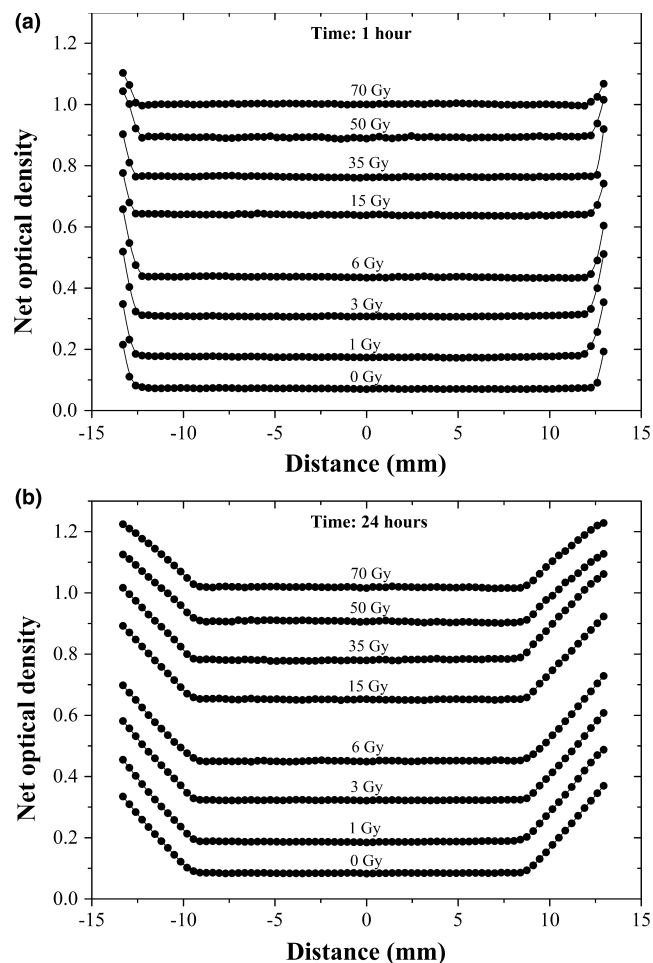 (a)
Time: 1 hour
Net optical density
1.2
1.0
0.8
0.6
0.4
0.2
0.0
70 Gy
50 Gy
35 Gy
15 Gy
6 Gy
3 Gy
1 Gy
0 Gy
-15 -10 -5 0 5 10 15
Distance (mm)
(b)
Time: 24 hours
Net optical density
1.2
1.0
0.8
0.6
0.4
0.2
0.0
70 Gy
50 Gy
35 Gy
15 Gy
6 Gy
3 Gy
1 Gy
0 Gy
-15 -10 -5 0 5 10 15
Distance (mm)